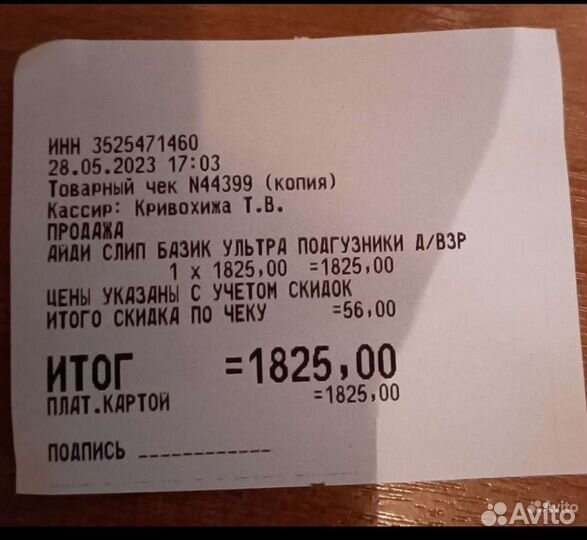 ИНН 3525471460
28.05.2023 17:03
Товарный чек N44399 (копия)
Кассир: Кривохижа Т.В.
ПРОДАЖА
АЙДИ СЛИП БАЗИК УЛЬТРА ПОДГУЗНИКИ Д/ВЗР
1 x 1825,00 =1825,00
ЦЕНЫ УКАЗАНЫ С УЧЕТОМ СКИДОК
ИТОГО СКИДКА ПО ЧЕКУ =56,00
ИТОГ =1825,00
ПЛАТ.КАРТОЙ =1825,00
ПОДПИСЬ ____________
Avito
Avito